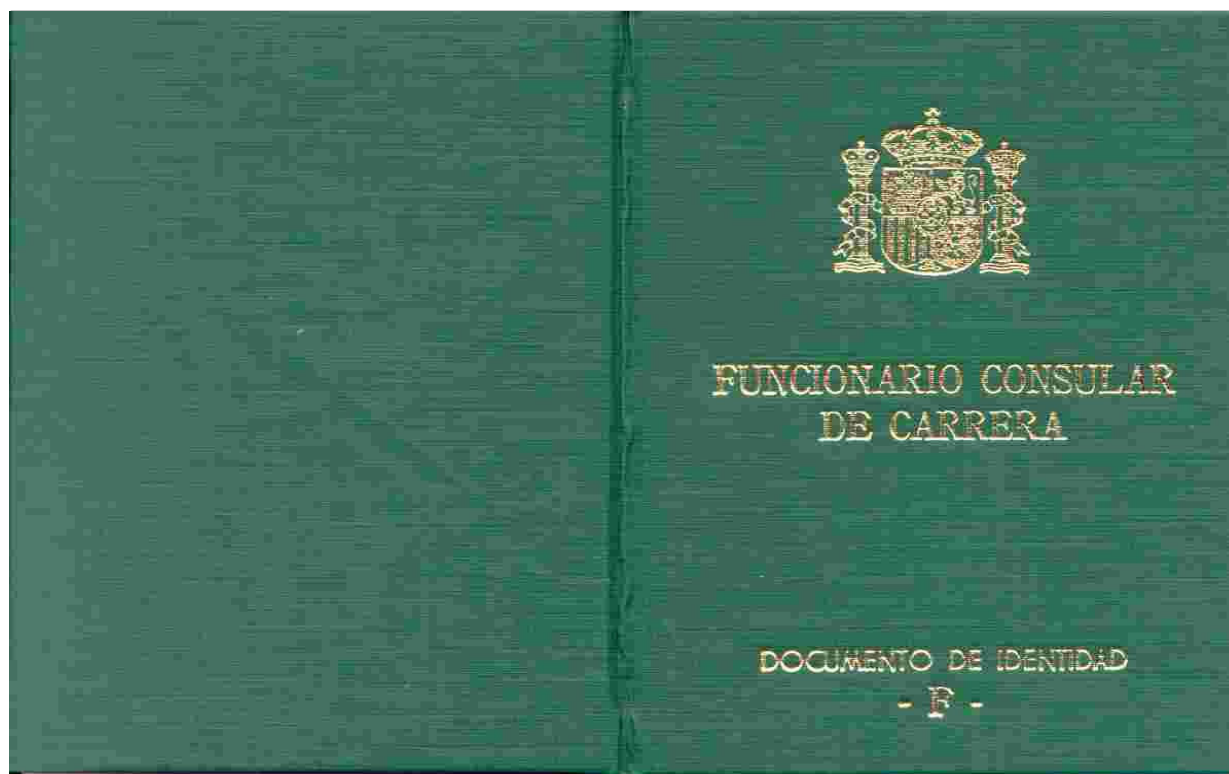 FUNCIONARIO CONSULAR
DE CARRERA
DOCUMENTO DE IDENTIDAD
- F -